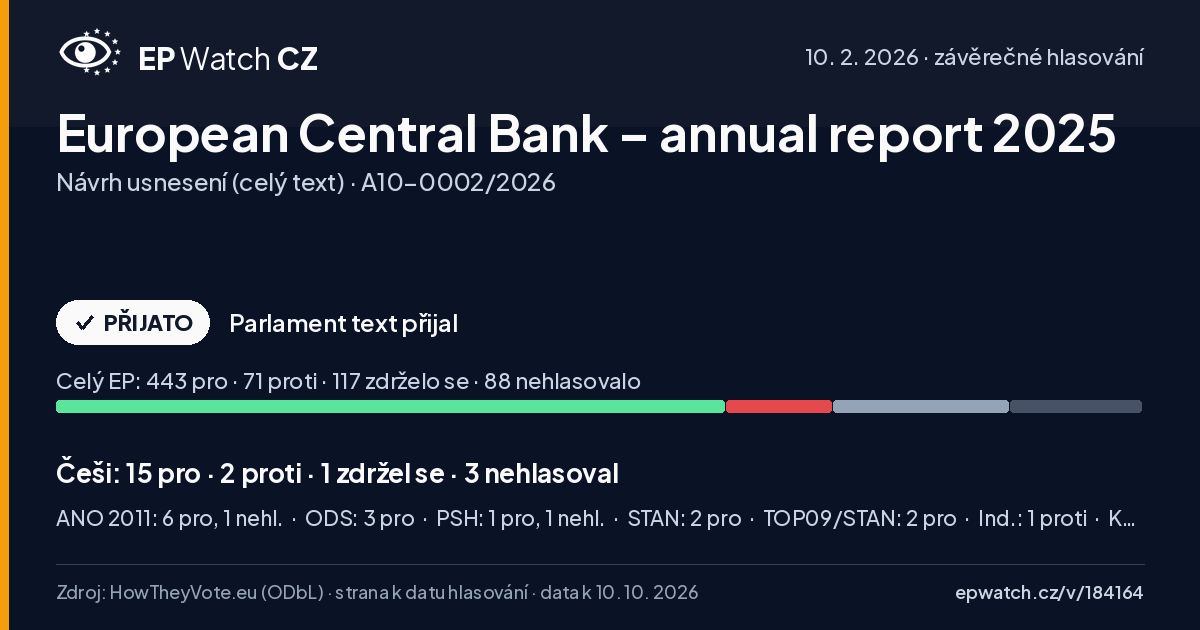 EP Watch CZ
10. 2. 2026 · závěrečné hlasování
European Central Bank – annual report 2025
Návrh usnesení (celý text) · A10-0002/2026
✓ PŘIJATO Parlament text přijal
Celý EP: 443 pro · 71 proti · 117 zdrželo se · 88 nehlasovalo
Češi: 15 pro · 2 proti · 1 zdržel se · 3 nehlasoval
ANO 2011: 6 pro, 1 nehl. · ODS: 3 pro · PSH: 1 pro, 1 nehl. · STAN: 2 pro · TOP09/STAN: 2 pro · Ind.: 1 proti · K…
Zdroj: HowTheyVote.eu (ODbL) · strana k datu hlasování · data k 10. 10. 2026
epwatch.cz/v/184164